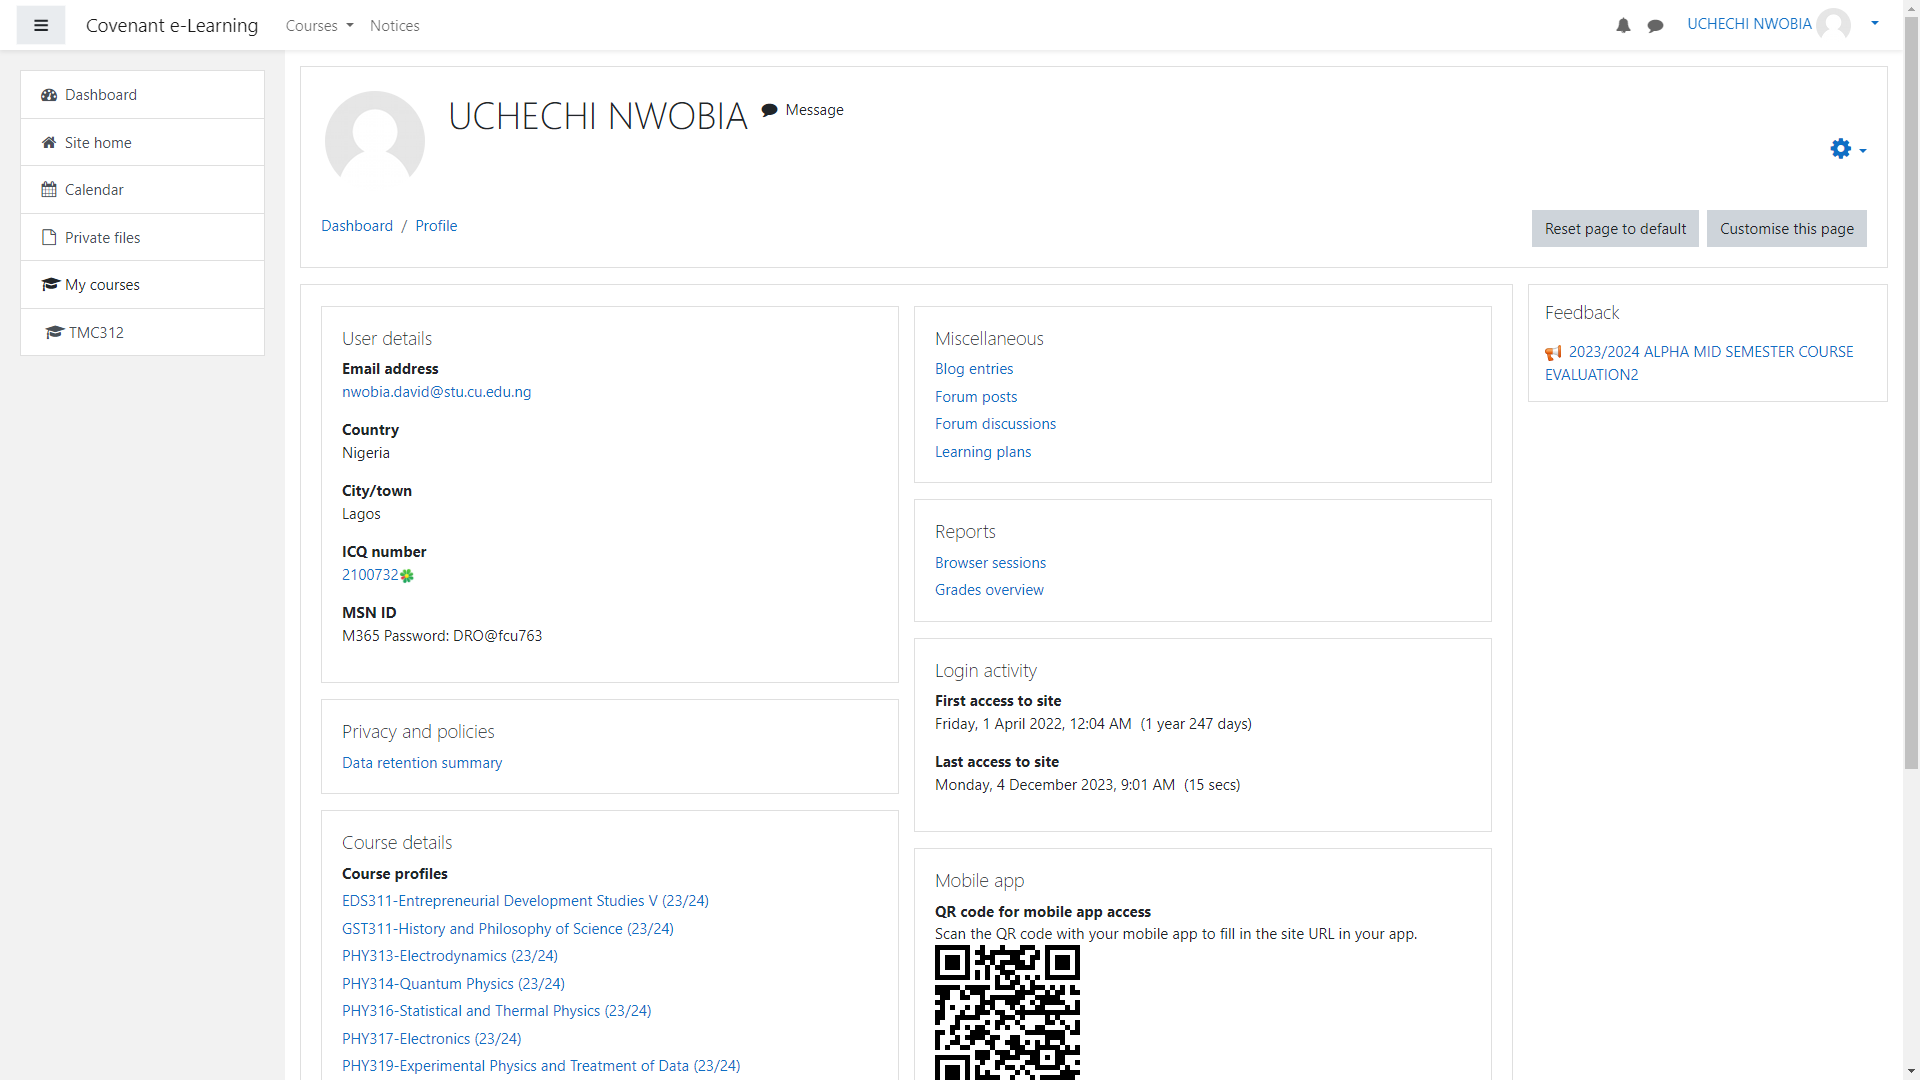 Covenant e-Learning
Courses
Notices
UCHECHI NWOBIA
Dashboard
Site home
Calendar
Private files
My courses
TMC312
UCHECHI NWOBIA
Message
Dashboard / Profile
Reset page to default
Customise this page
User details
Email address
nwobia.david@stu.cu.edu.ng
Country
Nigeria
City/town
Lagos
ICQ number
2100732
MSN ID
M365 Password: DRO@fcu763
Privacy and policies
Data retention summary
Course details
Course profiles
EDS311-Entrepreneurial Development Studies V (23/24)
GST311-History and Philosophy of Science (23/24)
PHY313-Electrodynamics (23/24)
PHY314-Quantum Physics (23/24)
PHY316-Statistical and Thermal Physics (23/24)
PHY317-Electronics (23/24)
PHY319-Experimental Physics and Treatment of Data (23/24)
Miscellaneous
Blog entries
Forum posts
Forum discussions
Learning plans
Reports
Browser sessions
Grades overview
Login activity
First access to site
Friday, 1 April 2022, 12:04 AM (1 year 247 days)
Last access to site
Monday, 4 December 2023, 9:01 AM (15 secs)
Mobile app
QR code for mobile app access
Scan the QR code with your mobile app to fill in the site URL in your app.
Feedback
2023/2024 ALPHA MID SEMESTER COURSE
EVALUATION2